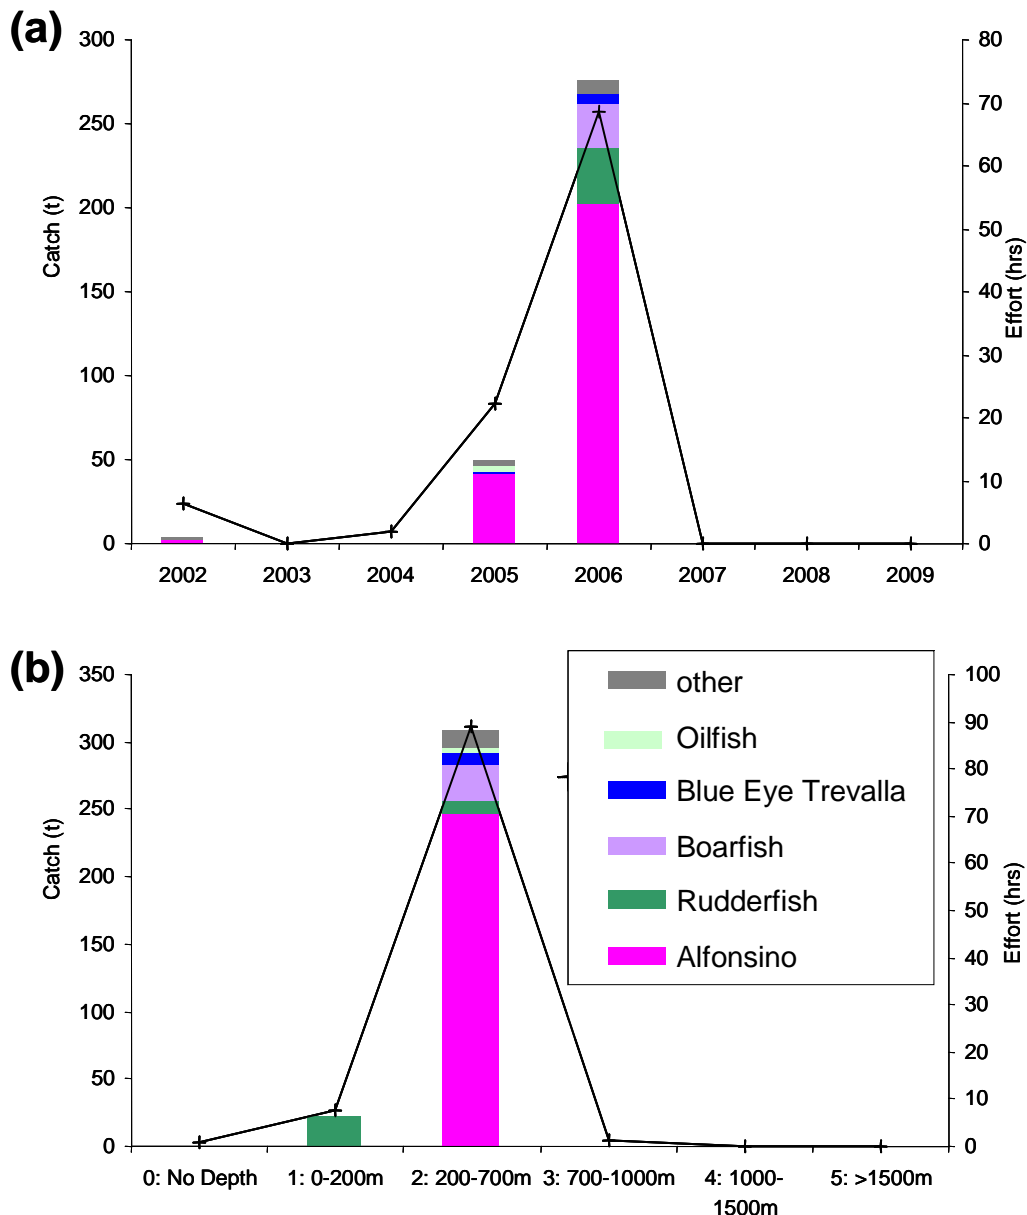 (a)
300
250
200
150
100
50
0
Catch (t)
80
70
60
50
40
30
20
10
0
Effort (hrs)
2002 2003 2004 2005 2006 2007 2008 2009
(b)
350
300
250
200
150
100
50
0
Catch (t)
other
Oilfish
Blue Eye Trevalla
Boarfish
Rudderfish
Alfonsino
100
90
80
70
60
50
40
30
20
10
0
Effort (hrs)
0: No Depth 1: 0-200m 2: 200-700m 3: 700-1000m 4: 1000- 5: >1500m
1500m